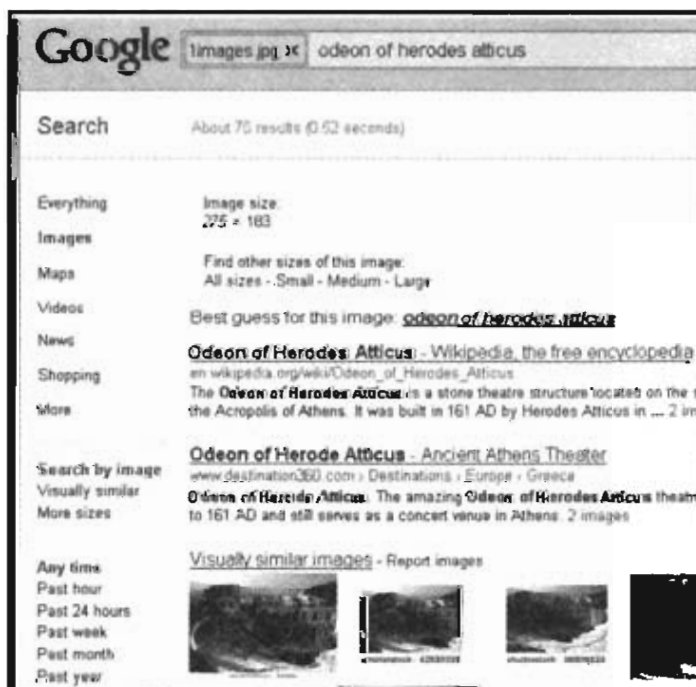 Google 1images.jpg × odeon of herodes atticus
Search About 76 results (0.52 seconds)
Everything
Images
Maps
Videos
News
Shopping
More
Search by image
Visually similar
More sizes
Any time
Past hour
Past 24 hours
Past week
Past month
Past year
Image size:
275 × 183
Find other sizes of this image:
All sizes - Small - Medium - Large
Best guess for this image: odeon of herodes atticus
Odeon of Herodes Atticus - Wikipedia, the free encyclopedia
en.wikipedia.org/wiki/Odeon_of_Herodes_Atticus
The Odeon of Herodes Atticus is a stone theatre structure located on the s
the Acropolis of Athens. It was built in 161 AD by Herodes Atticus in ... 2 im
Odeon of Herode Atticus - Ancient Athens Theater
www.destination360.com › Destinations › Europe › Greece
Odeon of Herode Atticus. The amazing Odeon of Herodes Atticus theatr
to 161 AD and still serves as a concert venue in Athens. 2 images
Visually similar images - Report images